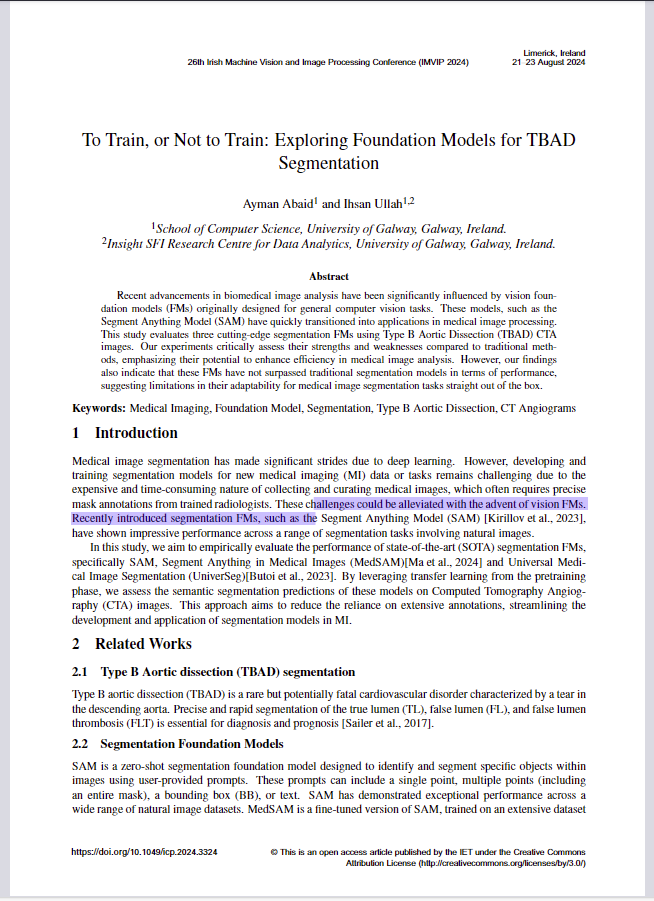 Limerick, Ireland
26th Irish Machine Vision and Image Processing Conference (IMVIP 2024) 21 23 August 2024
To Train, or Not to Train: Exploring Foundation Models for TBAD
Segmentation
Ayman Abaid1 and Ihsan Ullah1,2
1School of Computer Science, University of Galway, Galway, Ireland.
2Insight SFI Research Centre for Data Analytics, University of Galway, Galway, Ireland.
Abstract
Recent advancements in biomedical image analysis have been significantly influenced by vision foun-
dation models (FMs) originally designed for general computer vision tasks. These models, such as the
Segment Anything Model (SAM) have quickly transitioned into applications in medical image processing.
This study evaluates three cutting-edge segmentation FMs using Type B Aortic Dissection (TBAD) CTA
images. Our experiments critically assess their strengths and weaknesses compared to traditional meth-
ods, emphasizing their potential to enhance efficiency in medical image analysis. However, our findings
also indicate that these FMs have not surpassed traditional segmentation models in terms of performance,
suggesting limitations in their adaptability for medical image segmentation tasks straight out of the box.
Keywords: Medical Imaging, Foundation Model, Segmentation, Type B Aortic Dissection, CT Angiograms
1 Introduction
Medical image segmentation has made significant strides due to deep learning. However, developing and
training segmentation models for new medical imaging (MI) data or tasks remains challenging due to the
expensive and time-consuming nature of collecting and curating medical images, which often requires precise
mask annotations from trained radiologists. These challenges could be alleviated with the advent of vision FMs.
Recently introduced segmentation FMs, such as the Segment Anything Model (SAM) [Kirillov et al., 2023],
have shown impressive performance across a range of segmentation tasks involving natural images.
In this study, we aim to empirically evaluate the performance of state-of-the-art (SOTA) segmentation FMs,
specifically SAM, Segment Anything in Medical Images (MedSAM)[Ma et al., 2024] and Universal Medi-
cal Image Segmentation (UniverSeg)[Butoi et al., 2023]. By leveraging transfer learning from the pretraining
phase, we assess the semantic segmentation predictions of these models on Computed Tomography Angiog-
raphy (CTA) images. This approach aims to reduce the reliance on extensive annotations, streamlining the
development and application of segmentation models in MI.
2 Related Works
2.1 Type B Aortic dissection (TBAD) segmentation
Type B aortic dissection (TBAD) is a rare but potentially fatal cardiovascular disorder characterized by a tear in
the descending aorta. Precise and rapid segmentation of the true lumen (TL), false lumen (FL), and false lumen
thrombosis (FLT) is essential for diagnosis and prognosis [Sailer et al., 2017].
2.2 Segmentation Foundation Models
SAM is a zero-shot segmentation foundation model designed to identify and segment specific objects within
images using user-provided prompts. These prompts can include a single point, multiple points (including
an entire mask), a bounding box (BB), or text. SAM has demonstrated exceptional performance across a
wide range of natural image datasets. MedSAM is a fine-tuned version of SAM, trained on an extensive dataset
https://doi.org/10.1049/icp.2024.3324 © This is an open access article published by the IET under the Creative Commons
Attribution License (http://creativecommons.org/licenses/by/3.0/)